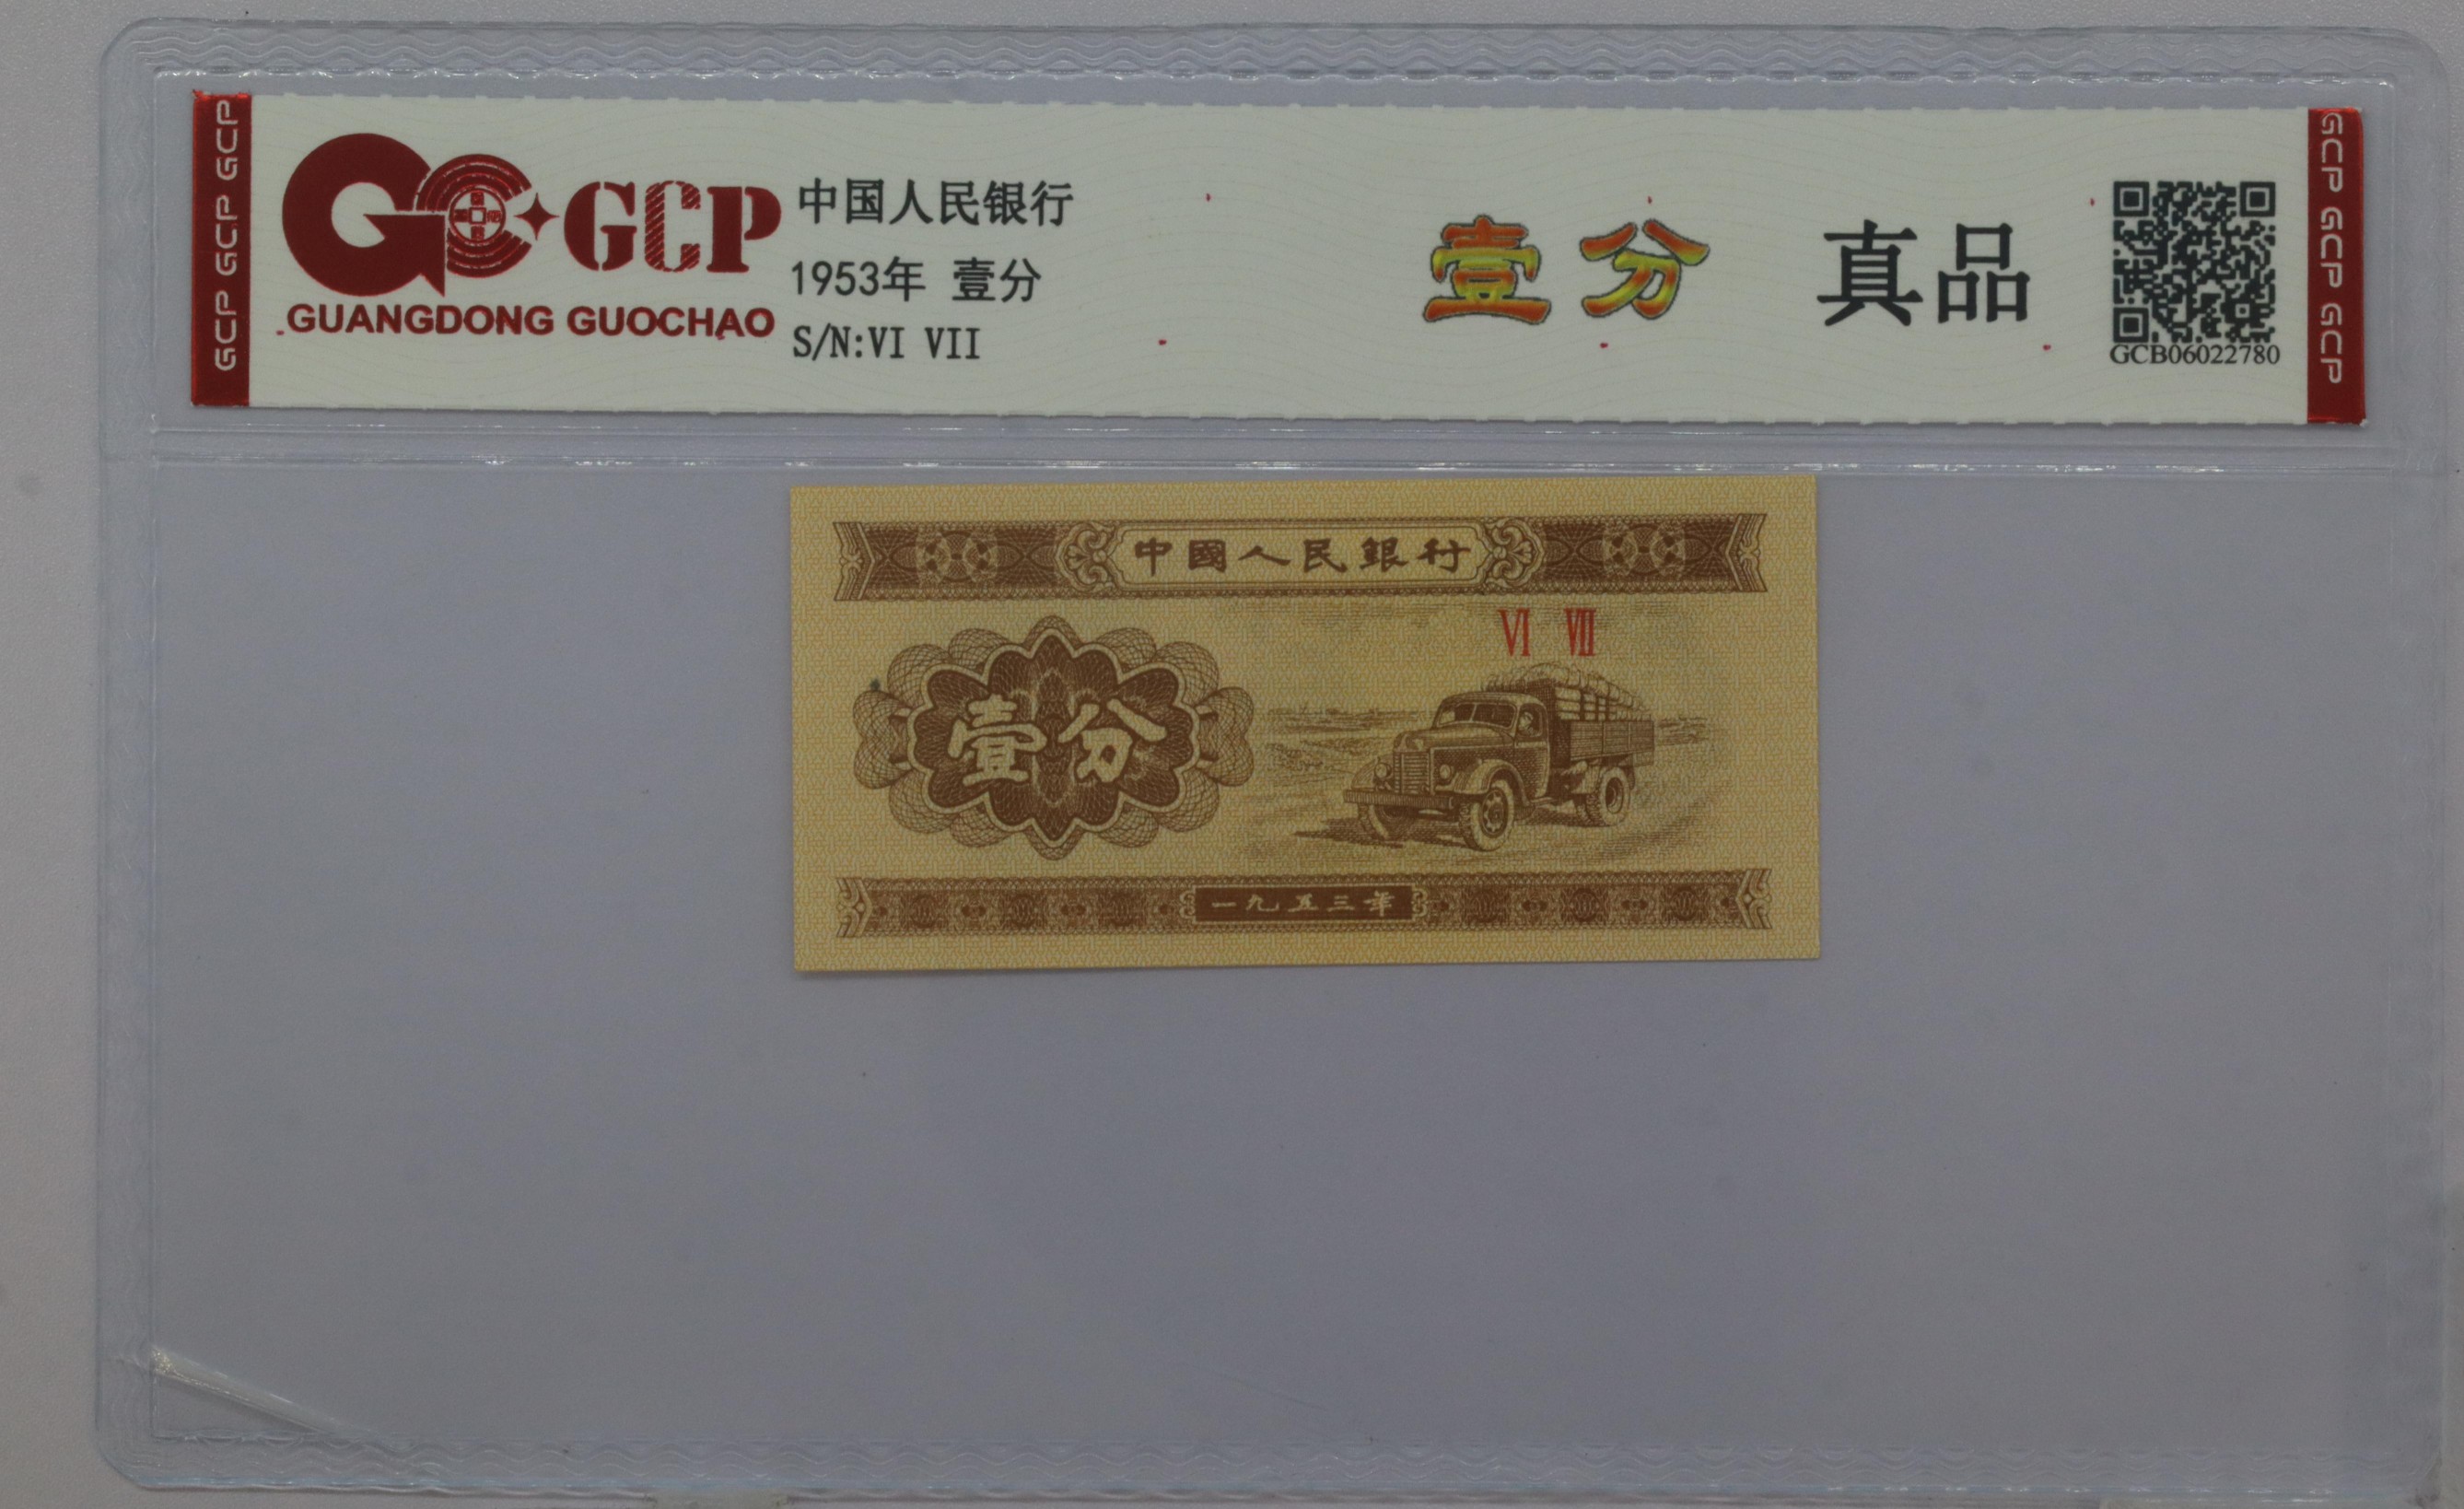 GCP GCP GCP
GCP
GUANGDONG GUOCHAO
中国人民银行
1953年 壹分
S/N:VI VII
壹分 真品
GCB06022780
GCP GCP GCP
中國人民銀行
VI VII
壹分
一九五三年